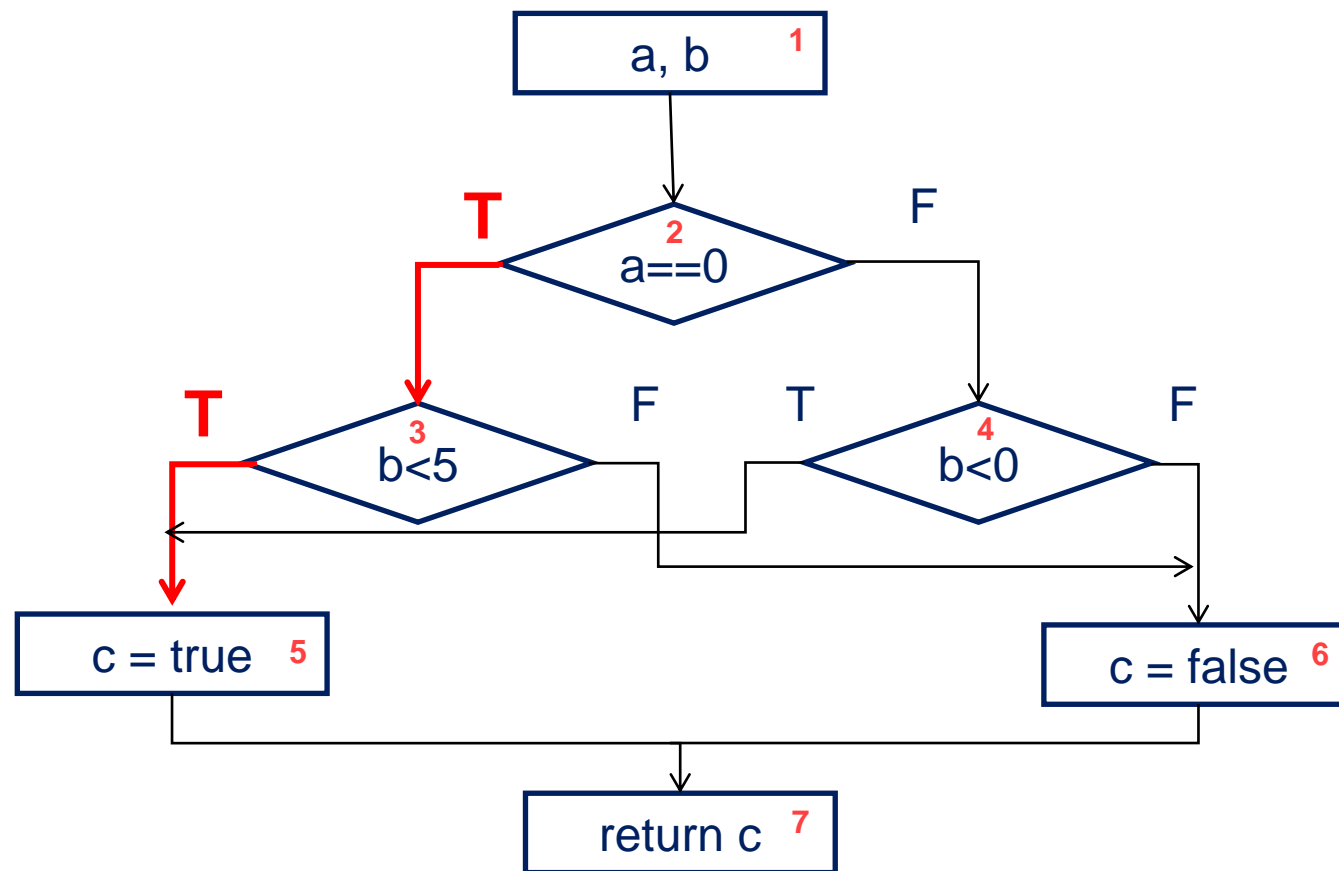 a, b 1
T F
2
a==0
T F T F
3 4
b<5 b<0
c = true 5
c = false 6
return c 7